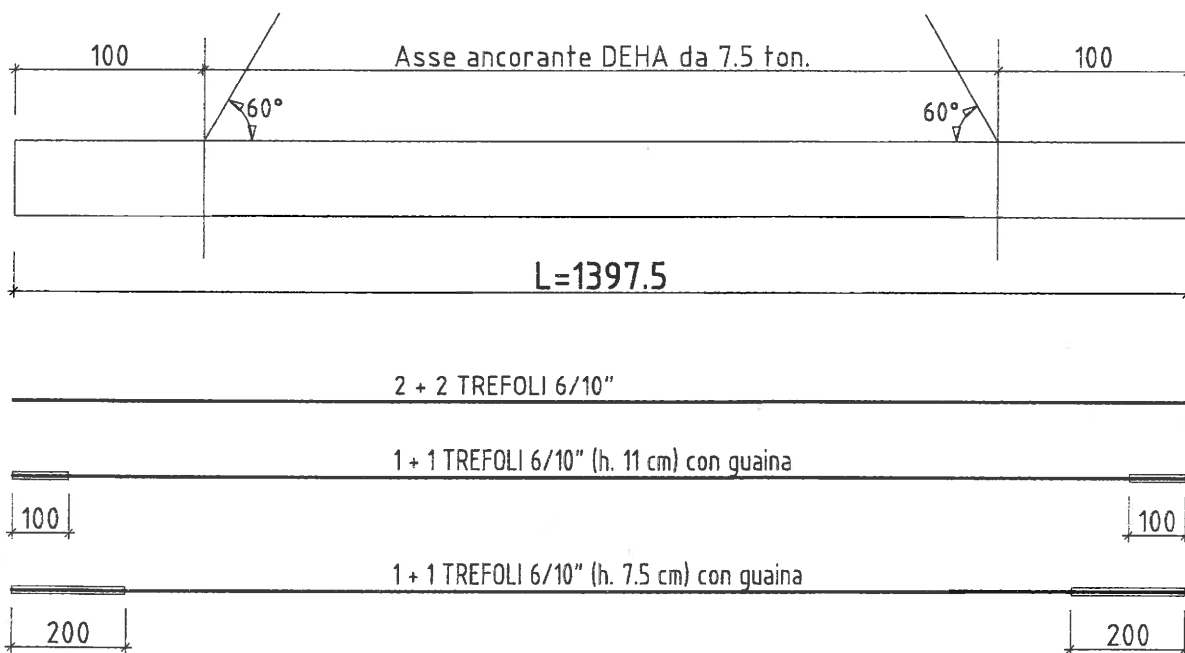 100 Asse ancorante DEHA da 7.5 ton. 100
60° 60°
L=1397.5
2 + 2 TREFOLI 6/10"
1 + 1 TREFOLI 6/10" (h. 11 cm) con guaina
100 100
1 + 1 TREFOLI 6/10" (h. 7.5 cm) con guaina
200 200